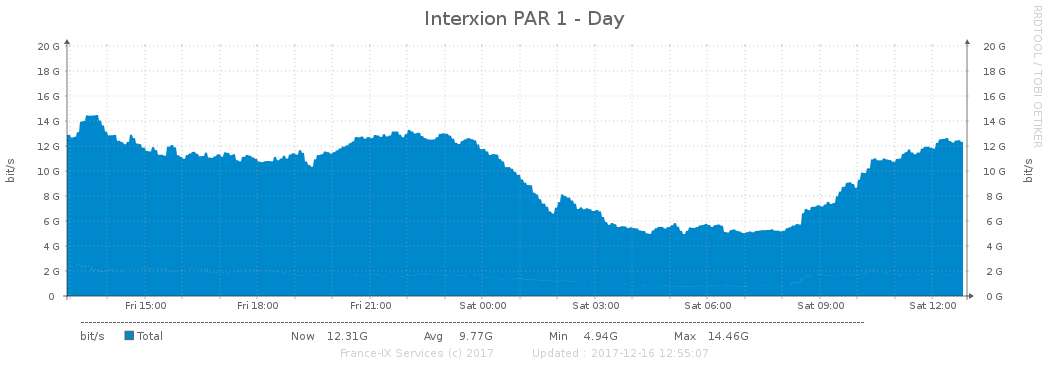 Interxion PAR 1 - Day
RRDTOOL / TOBI OETIKER
bit/s
20 G 20 G
18 G 18 G
16 G 16 G
14 G 14 G
12 G 12 G
10 G 10 G
8 G 8 G
6 G 6 G
4 G 4 G
2 G 2 G
0 0 G
bit/s
Fri 15:00 Fri 18:00 Fri 21:00 Sat 00:00 Sat 03:00 Sat 06:00 Sat 09:00 Sat 12:00
bit/s Total Now 12.31G Avg 9.77G Min 4.94G Max 14.46G
France-IX Services (c) 2017 Updated : 2017-12-16 12:55:07